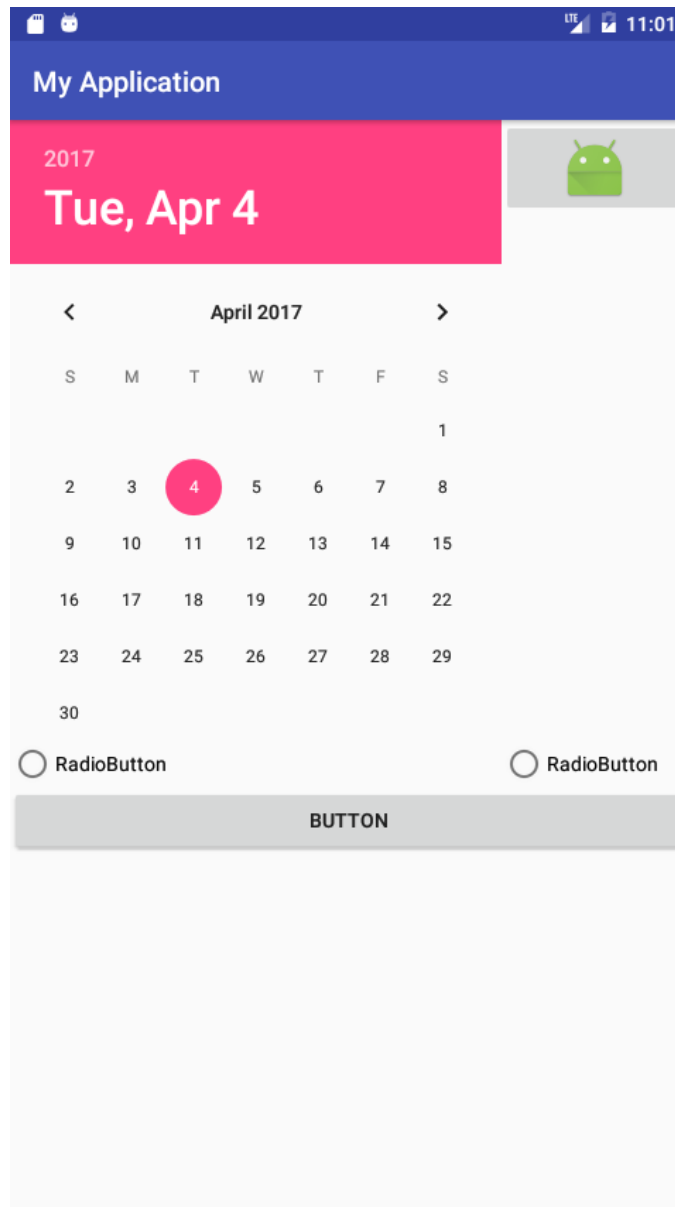 LTE 11:01
My Application
2017
Tue, Apr 4
April 2017
S M T W T F S
1
2 3 4 5 6 7 8
9 10 11 12 13 14 15
16 17 18 19 20 21 22
23 24 25 26 27 28 29
30
RadioButton RadioButton
BUTTON